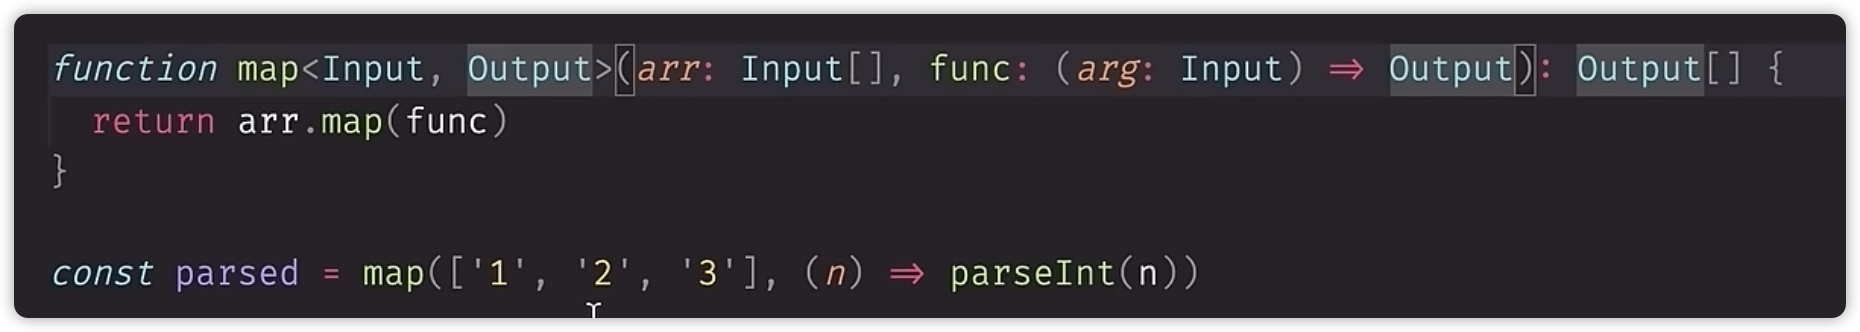 function map<Input, Output>(arr: Input[], func: (arg: Input) => Output): Output[] {
  return arr.map(func)
}
const parsed = map(['1', '2', '3'], (n) => parseInt(n))